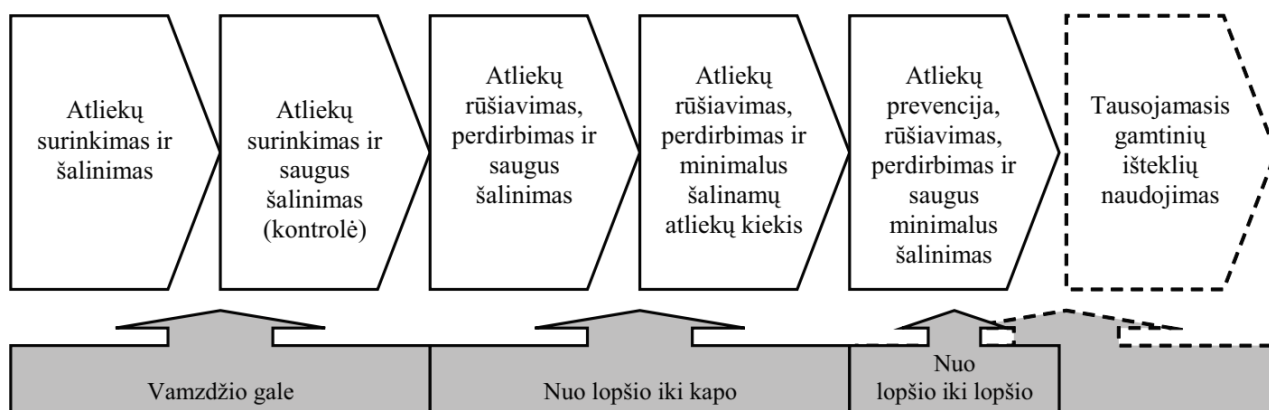 Atliekų
surinkimas ir
šalinimas
Atliekų
surinkimas ir
saugus
šalinimas
(kontrolė)
Atliekų
rūšiavimas,
perdirbimas ir
saugus
šalinimas
Atliekų
rūšiavimas,
perdirbimas ir
minimalus
šalinamų
atliekų kiekis
Atliekų
prevencija,
rūšiavimas,
perdirbimas ir
saugus
minimalus
šalinimas
Tausojamasis
gamtinių
išteklių
naudojimas
Vamzdžio gale
Nuo lopšio iki kapo
Nuo
lopšio iki lopšio